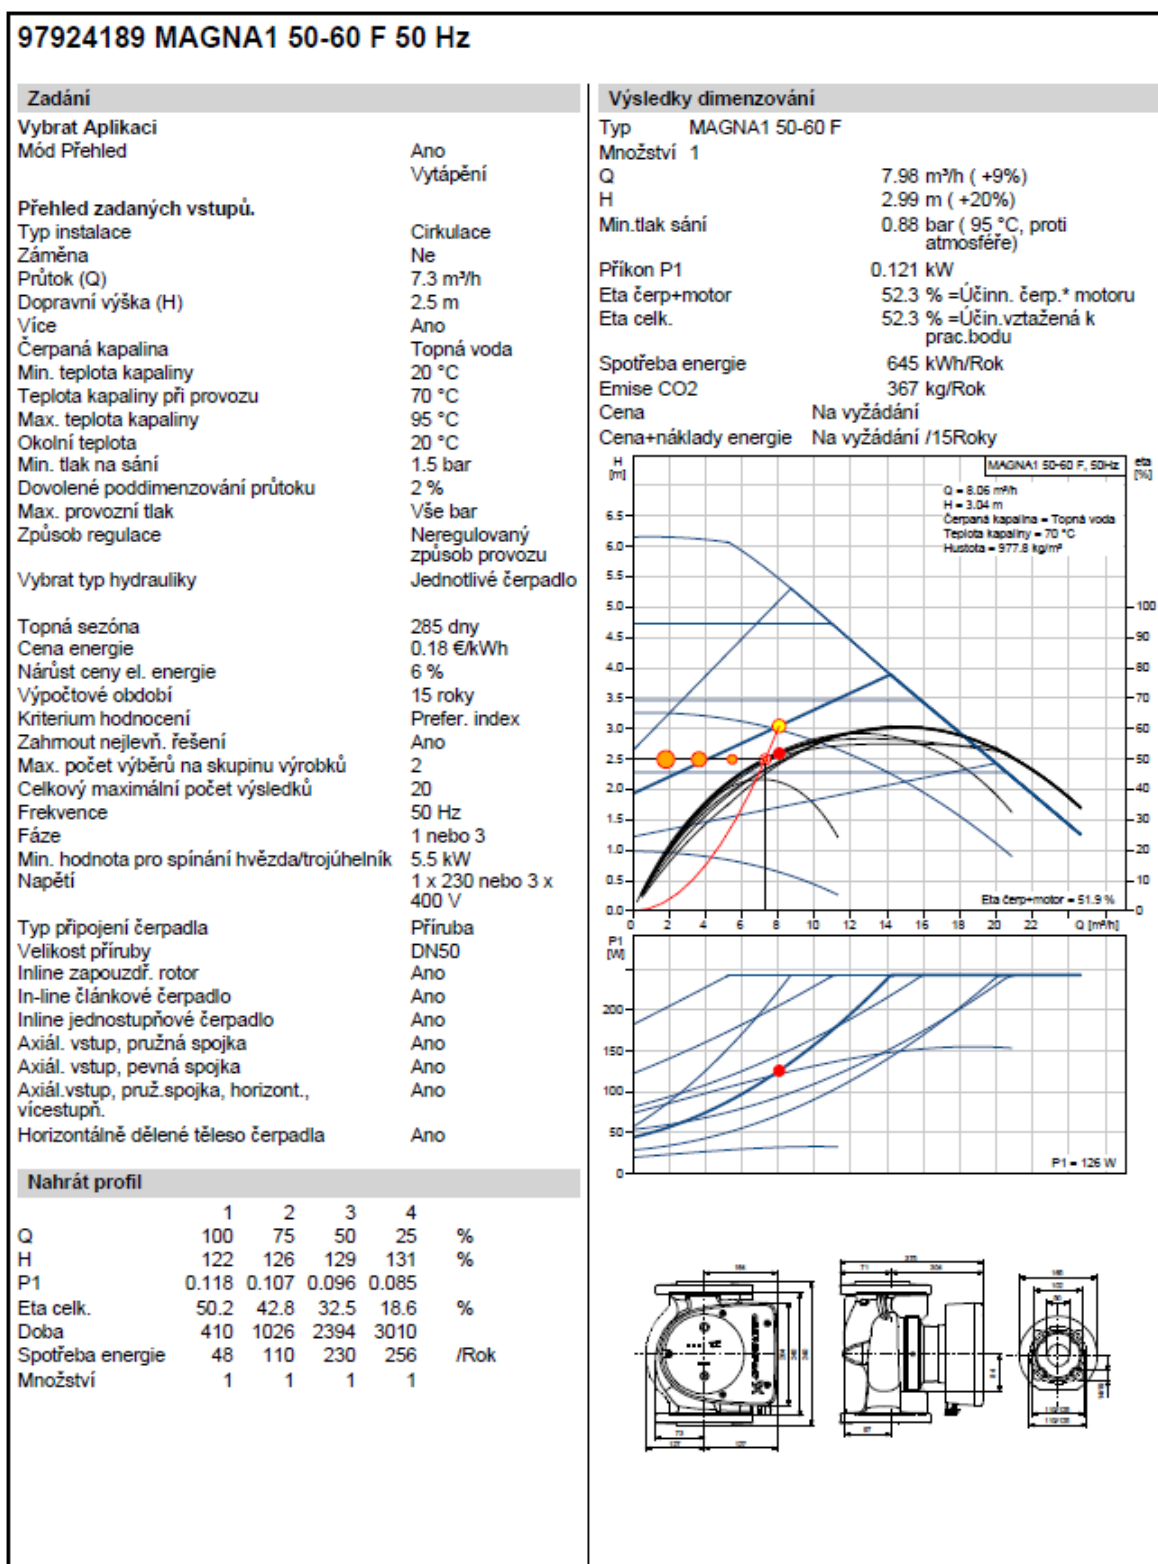 97924189 MAGNA1 50-60 F 50 Hz
Zadání
Vybrat Aplikaci
Mód Přehled Ano
Vytápění
Přehled zadaných vstupů.
Typ instalace Cirkulace
Záměna Ne
Průtok (Q) 7.3 m³/h
Dopravní výška (H) 2.5 m
Více Ano
Čerpaná kapalina Topná voda
Min. teplota kapaliny 20 °C
Teplota kapaliny při provozu 70 °C
Max. teplota kapaliny 95 °C
Okolní teplota 20 °C
Min. tlak na sání 1.5 bar
Dovolené poddimenzování průtoku 2 %
Max. provozní tlak Vše bar
Způsob regulace Neregulovaný
způsob provozu
Vybrat typ hydrauliky Jednotlivé čerpadlo
Topná sezóna 285 dny
Cena energie 0.18 €/kWh
Nárůst ceny el. energie 6 %
Výpočtové období 15 roky
Kriterium hodnocení Prefer. index
Zahrnout nejlevň. řešení Ano
Max. počet výběrů na skupinu výrobků 2
Celkový maximální počet výsledků 20
Frekvence 50 Hz
Fáze 1 nebo 3
Min. hodnota pro spínání hvězda/trojúhelník 5.5 kW
Napětí 1 x 230 nebo 3 x
400 V
Typ připojení čerpadla Příruba
Velikost příruby DN50
Inline zapouzdř. rotor Ano
In-line článkové čerpadlo Ano
Inline jednostupňové čerpadlo Ano
Axiál. vstup, pružná spojka Ano
Axiál. vstup, pevná spojka Ano
Axiál.vstup, pruž.spojka, horizont., Ano
vícestupň.
Horizontálně dělené těleso čerpadla Ano
Nahrát profil
1 2 3 4
Q 100 75 50 25 %
H 122 126 129 131 %
P1 0.118 0.107 0.096 0.085
Eta celk. 50.2 42.8 32.5 18.6 %
Doba 410 1026 2394 3010
Spotřeba energie 48 110 230 256 /Rok
Množství 1 1 1 1
Výsledky dimenzování
Typ MAGNA1 50-60 F
Množství 1
Q 7.98 m³/h ( +9%)
H 2.99 m ( +20%)
Min.tlak sání 0.88 bar ( 95 °C, proti
atmosféře)
Příkon P1 0.121 kW
Eta čerp+motor 52.3 % =Účinn. čerp.* motoru
Eta celk. 52.3 % =Účin.vztažená k
prac.bodu
Spotřeba energie 645 kWh/Rok
Emise CO2 367 kg/Rok
Cena Na vyžádání
Cena+náklady energie Na vyžádání /15Roky
H
[m]
MAGNA1 50-60 F, 50Hz
eta
[%]
Q = 8.06 m³/h
H = 3.04 m
Čerpaná kapalina = Topná voda
Teplota kapaliny = 70 °C
Hustota = 977.8 kg/m³
6.5
6.0
5.5
5.0 100
4.5 90
4.0 80
3.5 70
3.0 60
2.5 50
2.0 40
1.5 30
1.0 20
0.5 10
Eta čerp+motor = 51.9 %
0.0 0
0 2 4 6 8 10 12 14 16 18 20 22 Q [m³/h]
P1
[W]
200
150
100
50
0
P1 = 126 W
71
73
127 127
87